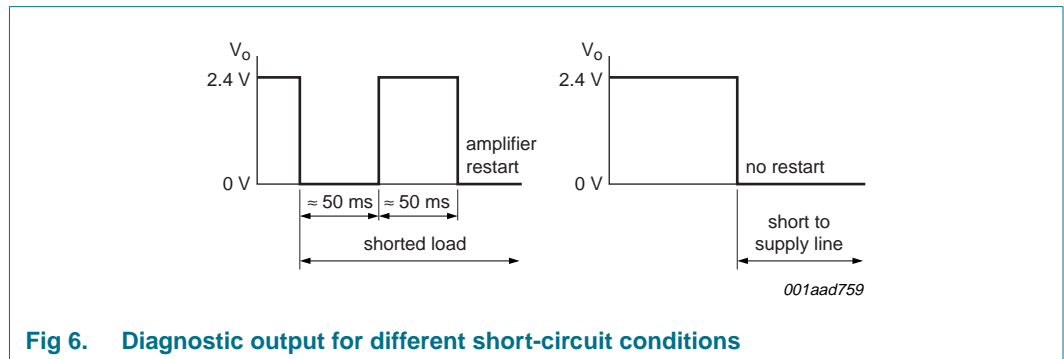 Vo
2.4 V
0 V
amplifier
restart
≈ 50 ms
≈ 50 ms
shorted load
Vo
2.4 V
0 V
no restart
short to
supply line
001aad759
Fig 6. Diagnostic output for different short-circuit conditions